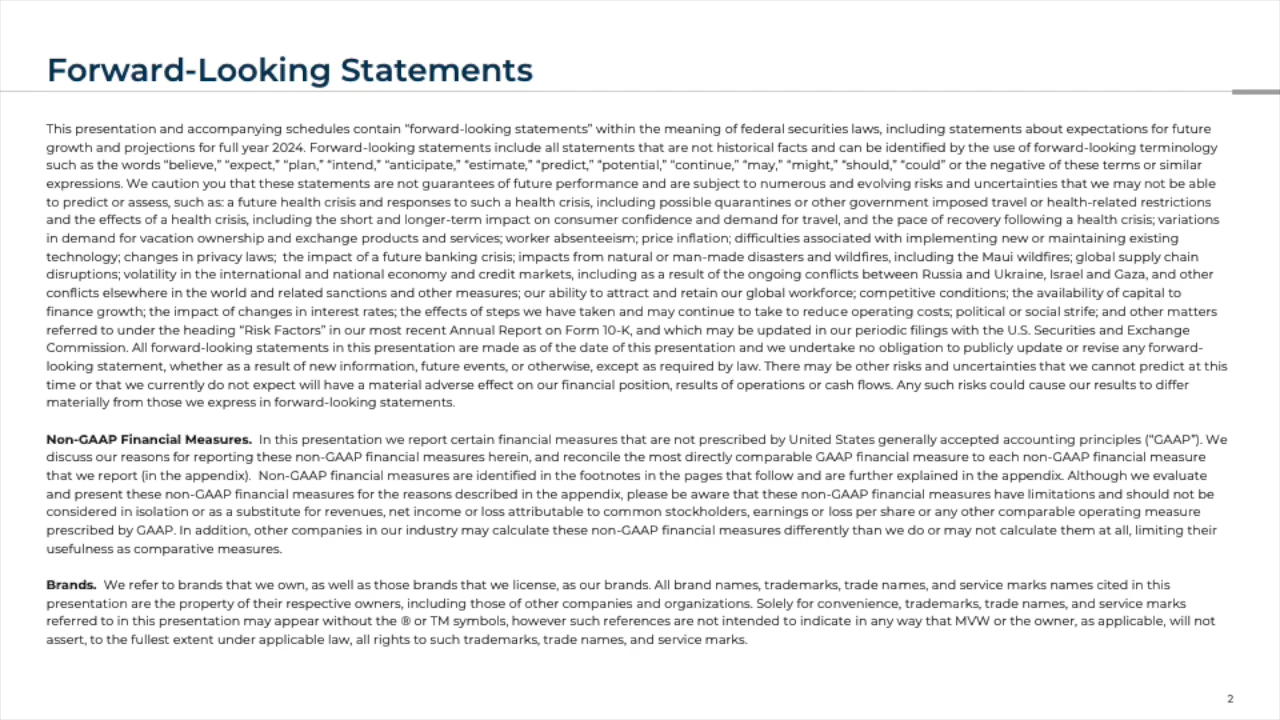 Forward-Looking Statements
This presentation and accompanying schedules contain “forward-looking statements” within the meaning of federal securities laws, including statements about expectations for future
growth and projections for full year 2024. Forward-looking statements include all statements that are not historical facts and can be identified by the use of forward-looking terminology
such as the words “believe,” “expect,” “plan,” “intend,” “anticipate,” “estimate,” “predict,” “potential,” “continue,” “may,” “might,” “should,” “could” or the negative of these terms or similar
expressions. We caution you that these statements are not guarantees of future performance and are subject to numerous and evolving risks and uncertainties that we may not be able
to predict or assess, such as: a future health crisis and responses to such a health crisis, including possible quarantines or other government imposed travel or health-related restrictions
and the effects of a health crisis, including the short and longer-term impact on consumer confidence and demand for travel, and the pace of recovery following a health crisis; variations
in demand for vacation ownership and exchange products and services; worker absenteeism; price inflation; difficulties associated with implementing new or maintaining existing
technology; changes in privacy laws;  the impact of a future banking crisis; impacts from natural or man-made disasters and wildfires, including the Maui wildfires; global supply chain
disruptions; volatility in the international and national economy and credit markets, including as a result of the ongoing conflicts between Russia and Ukraine, Israel and Gaza, and other
conflicts elsewhere in the world and related sanctions and other measures; our ability to attract and retain our global workforce; competitive conditions; the availability of capital to
finance growth; the impact of changes in interest rates; the effects of steps we have taken and may continue to take to reduce operating costs; political or social strife; and other matters
referred to under the heading “Risk Factors” in our most recent Annual Report on Form 10-K, and which may be updated in our periodic filings with the U.S. Securities and Exchange
Commission. All forward-looking statements in this presentation are made as of the date of this presentation and we undertake no obligation to publicly update or revise any forward-
looking statement, whether as a result of new information, future events, or otherwise, except as required by law. There may be other risks and uncertainties that we cannot predict at this
time or that we currently do not expect will have a material adverse effect on our financial position, results of operations or cash flows. Any such risks could cause our results to differ
materially from those we express in forward-looking statements.
Non-GAAP Financial Measures.  In this presentation we report certain financial measures that are not prescribed by United States generally accepted accounting principles (“GAAP”). We
discuss our reasons for reporting these non-GAAP financial measures herein, and reconcile the most directly comparable GAAP financial measure to each non-GAAP financial measure
that we report (in the appendix).  Non-GAAP financial measures are identified in the footnotes in the pages that follow and are further explained in the appendix. Although we evaluate
and present these non-GAAP financial measures for the reasons described in the appendix, please be aware that these non-GAAP financial measures have limitations and should not be
considered in isolation or as a substitute for revenues, net income or loss attributable to common stockholders, earnings or loss per share or any other comparable operating measure
prescribed by GAAP. In addition, other companies in our industry may calculate these non-GAAP financial measures differently than we do or may not calculate them at all, limiting their
usefulness as comparative measures.
Brands.  We refer to brands that we own, as well as those brands that we license, as our brands. All brand names, trademarks, trade names, and service marks names cited in this
presentation are the property of their respective owners, including those of other companies and organizations. Solely for convenience, trademarks, trade names, and service marks
referred to in this presentation may appear without the ® or TM symbols, however such references are not intended to indicate in any way that MVW or the owner, as applicable, will not
assert, to the fullest extent under applicable law, all rights to such trademarks, trade names, and service marks.
2